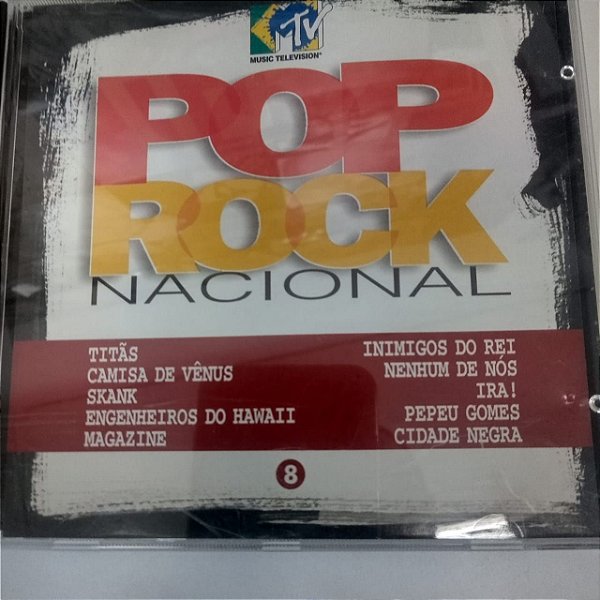 MTV
MUSIC TELEVISION®
POP
ROCK
NACIONAL
TITÃS
CAMISA DE VÊNUS
SKANK
ENGENHEIROS DO HAWAII
MAGAZINE
INIMIGOS DO REI
NENHUM DE NÓS
IRA!
PEPEU GOMES
CIDADE NEGRA
8